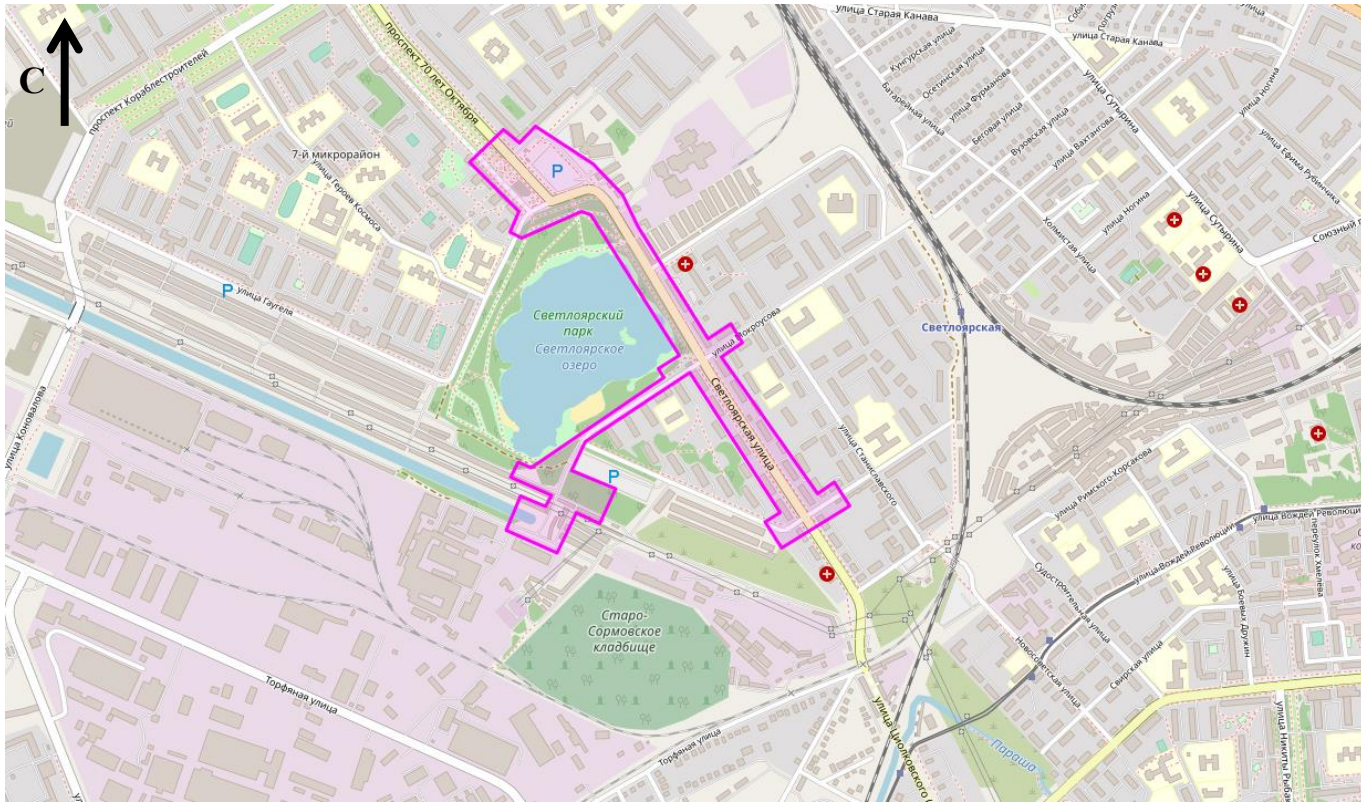 С
улица Старая Канава
улица Старая Канава
проспект 70 лет Октября
проспект Кораблестроителей
Кунгурская улица
Осетинская улица
улица Фурманова
Батарейная улица
Беговая улица
Вузовская улица
улица Вахтангова
улица Сутырина
улица Ногина
улица Ефима Рубинчика
7-й микрорайон
улица Героев Космоса
P
улица Ногина
Холмистая улица
улица Сутырина
Союзный
P
улица Гаугеля
Светлоярский
парк
Светлоярское
озеро
улица Мокроусова
Светлоярская
улица Коновалова
Светлоярская улица
улица Станиславского
P
улица Римского-Корсакова
улица Вождей Революции
улица Вождей Революции
переулок Хмелёва
Судостроительная улица
улица Боевых Дружин
Старо-
Сормовское
кладбище
Новосоветская улица
Свирская улица
Торфяная улица
Торфяная улица
улица Циолковского
Параша
улица Никиты Рыба